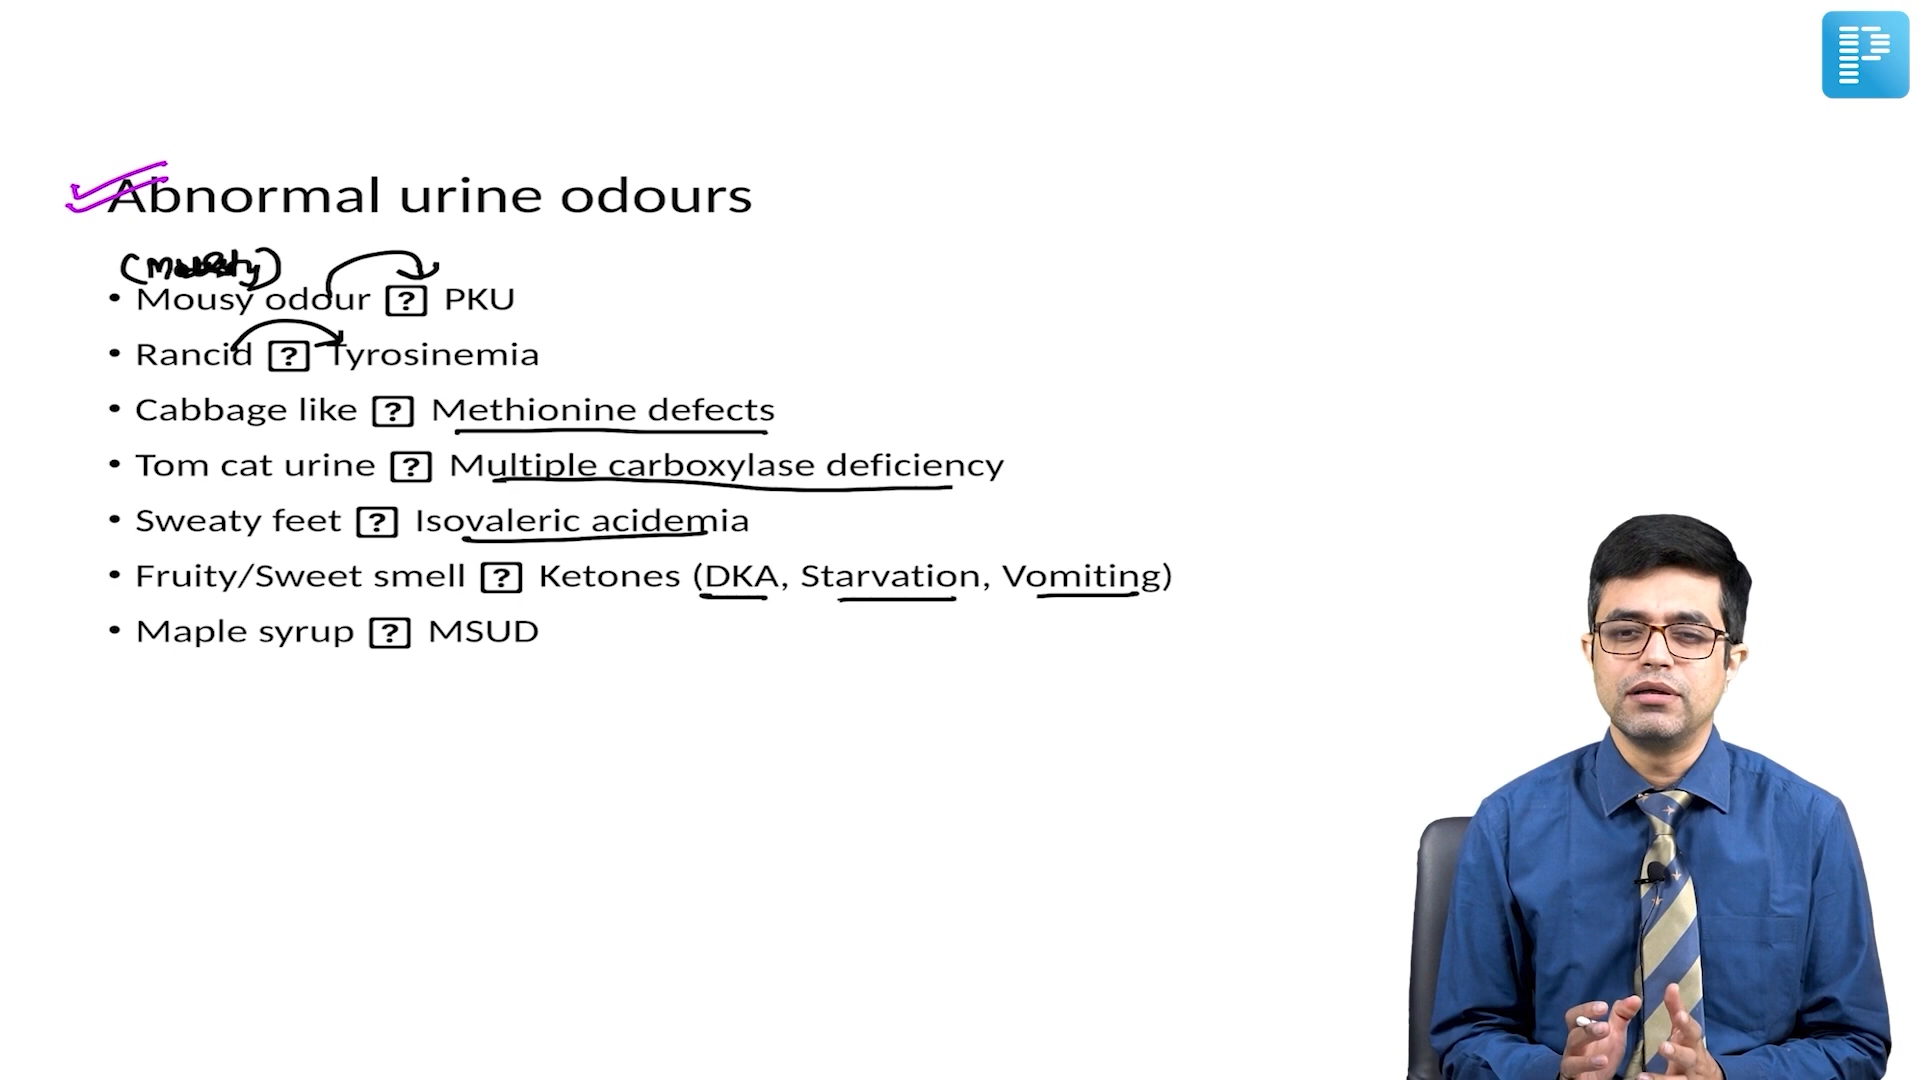 Abnormal urine odours
• Mousy odour ⍰ PKU
• Rancid ⍰ Tyrosinemia
• Cabbage like ⍰ Methionine defects
• Tom cat urine ⍰ Multiple carboxylase deficiency
• Sweaty feet ⍰ Isovaleric acidemia
• Fruity/Sweet smell ⍰ Ketones (DKA, Starvation, Vomiting)
• Maple syrup ⍰ MSUD